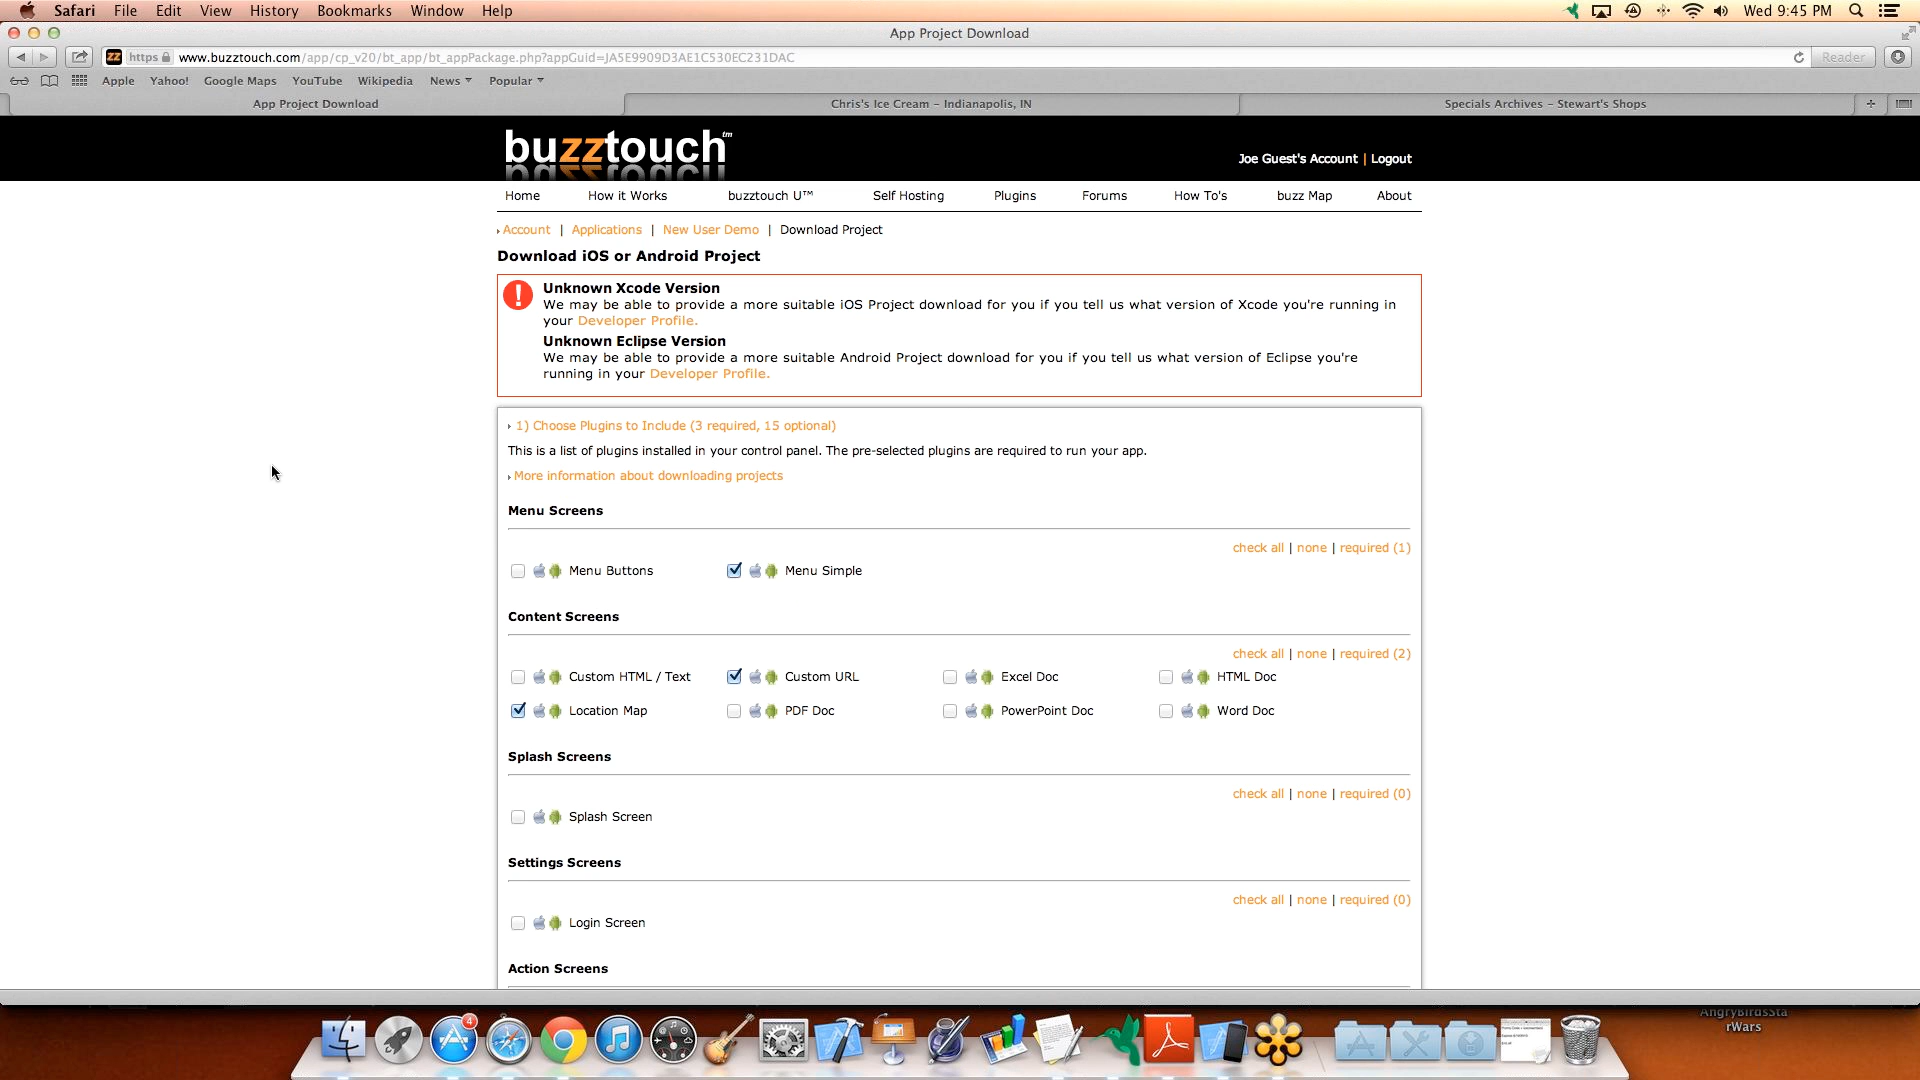 Safari File Edit View History Bookmarks Window Help Wed 9:45 PM
App Project Download
https www.buzztouch.com/app/cp_v20/bt_app/bt_appPackage.php?appGuid=JA5E9909D3AE1C530EC231DAC Reader
Apple Yahoo! Google Maps YouTube Wikipedia News Popular
App Project Download Chris's Ice Cream – Indianapolis, IN Specials Archives – Stewart's Shops
buzztouch tm
Joe Guest's Account | Logout
Home How it Works buzztouch U™ Self Hosting Plugins Forums How To's buzz Map About
Account | Applications | New User Demo | Download Project
Download iOS or Android Project
Unknown Xcode Version
We may be able to provide a more suitable iOS Project download for you if you tell us what version of Xcode you're running in
your Developer Profile.
Unknown Eclipse Version
We may be able to provide a more suitable Android Project download for you if you tell us what version of Eclipse you're
running in your Developer Profile.
1) Choose Plugins to Include (3 required, 15 optional)
This is a list of plugins installed in your control panel. The pre-selected plugins are required to run your app.
More information about downloading projects
Menu Screens
check all | none | required (1)
Menu Buttons Menu Simple
Content Screens
check all | none | required (2)
Custom HTML / Text Custom URL Excel Doc HTML Doc
Location Map PDF Doc PowerPoint Doc Word Doc
Splash Screens
check all | none | required (0)
Splash Screen
Settings Screens
check all | none | required (0)
Login Screen
Action Screens
AngryBirdsSta
rWars
4